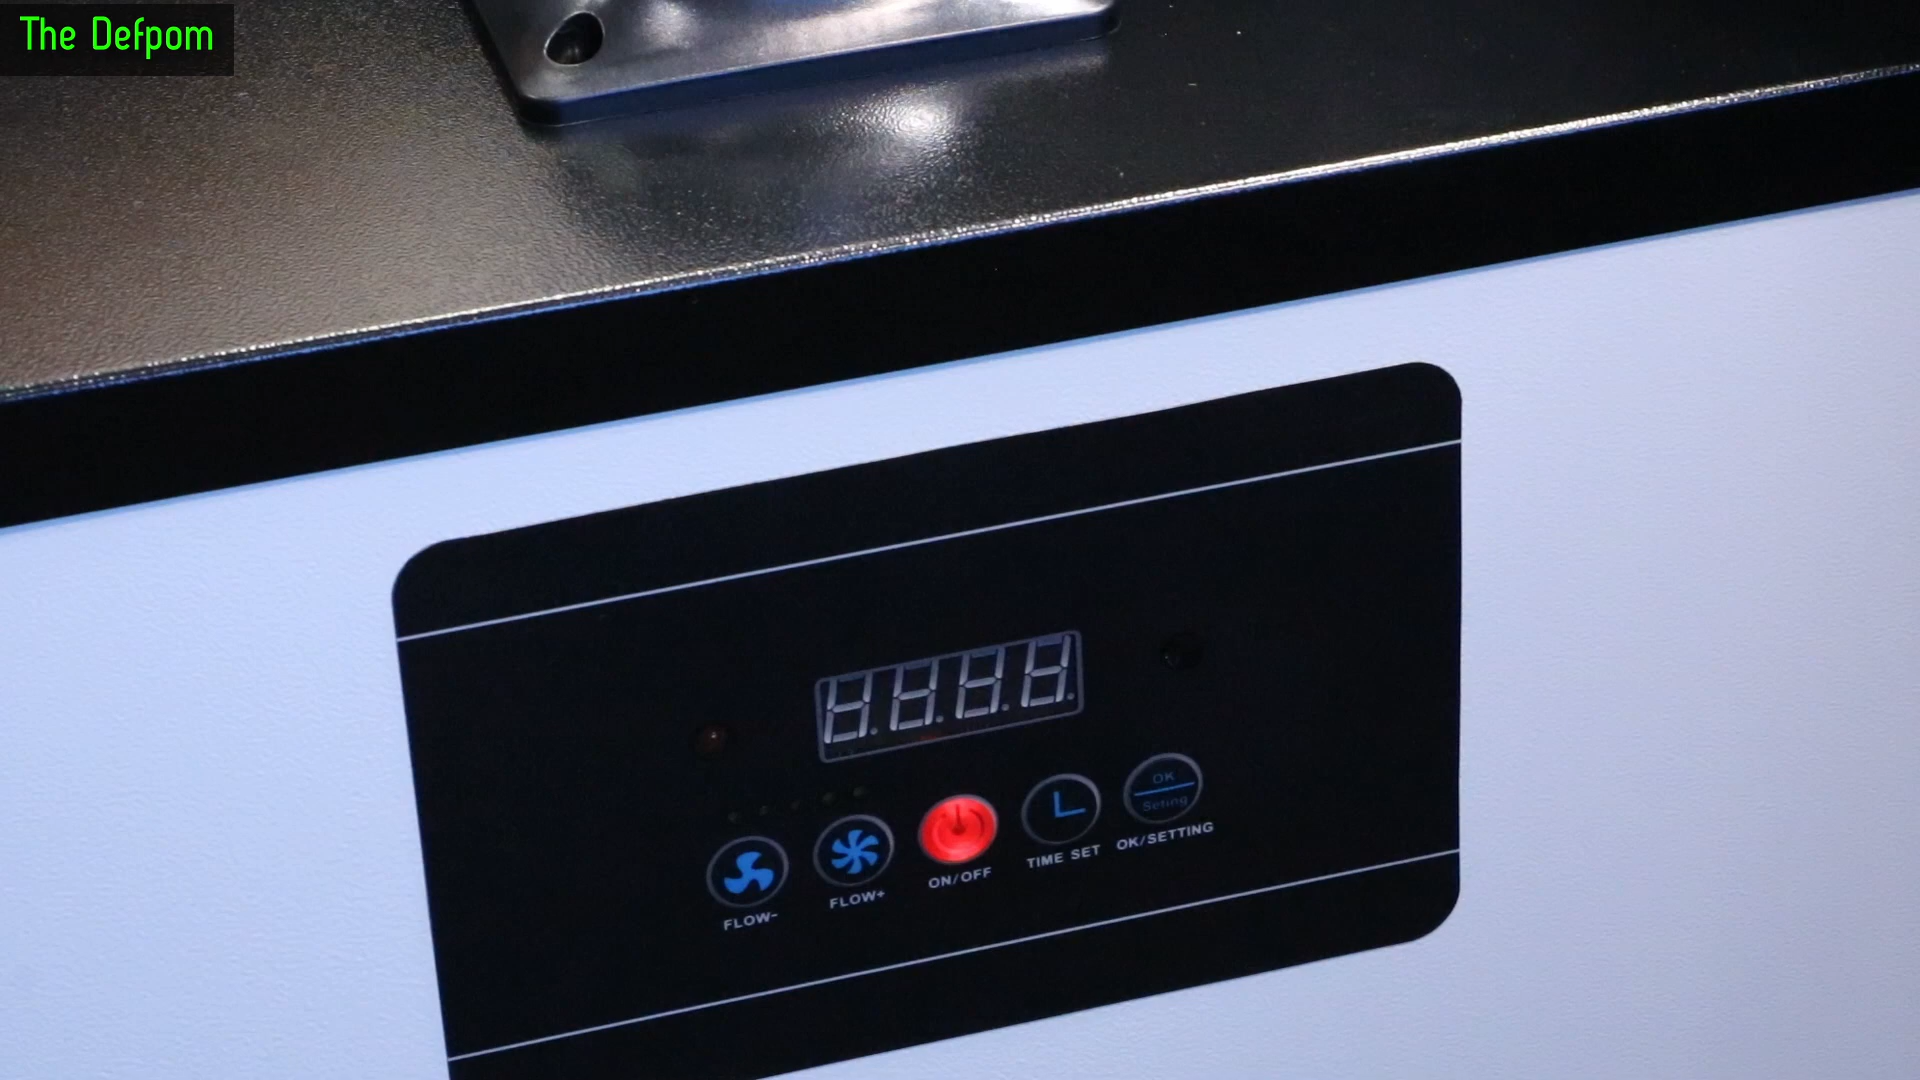 The Defpom
OK
Seting
FLOW-
FLOW+
ON/OFF
TIME SET
OK/SETTING